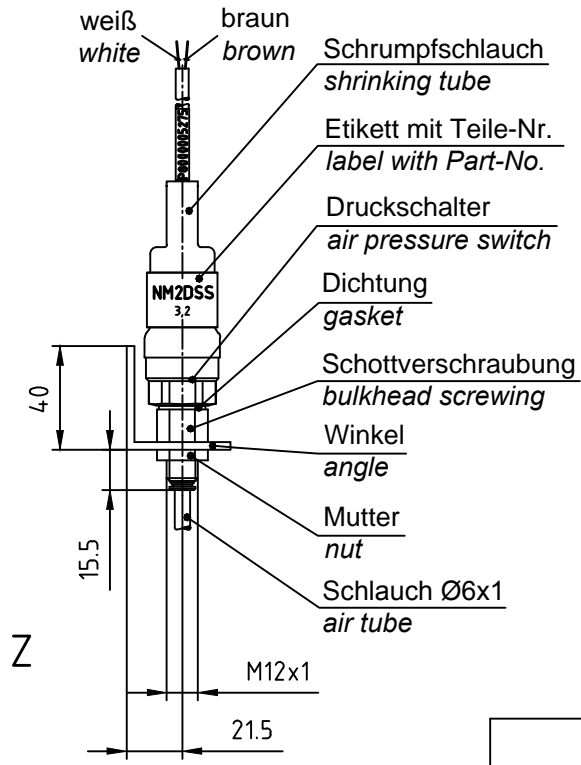 weiß
white
braun
brown
Schrumpfschlauch
shrinking tube
P0000005275
Etikett mit Teile-Nr.
label with Part-No.
Druckschalter
air pressure switch
NM2DSS
3,2
Dichtung
gasket
Schottverschraubung
bulkhead screwing
40
Winkel
angle
Mutter
nut
15.5
Schlauch Ø6x1
air tube
Z
M12x1
21.5